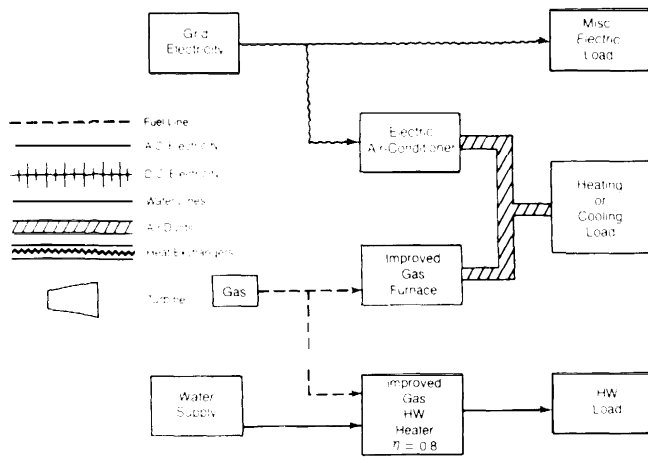 Grid
Electricity
Misc
Electric
Load
Fuel Line
A.C. Electricity
D.C. Electricity
Water Lines
Air Ducts
Heat Exchangers
Turbine
Electric
Air-Conditioner
Heating
or
Cooling
Load
Gas
Improved
Gas
Furnace
Water
Supply
Improved
Gas
HW
Heater
η = 0.8
HW
Load